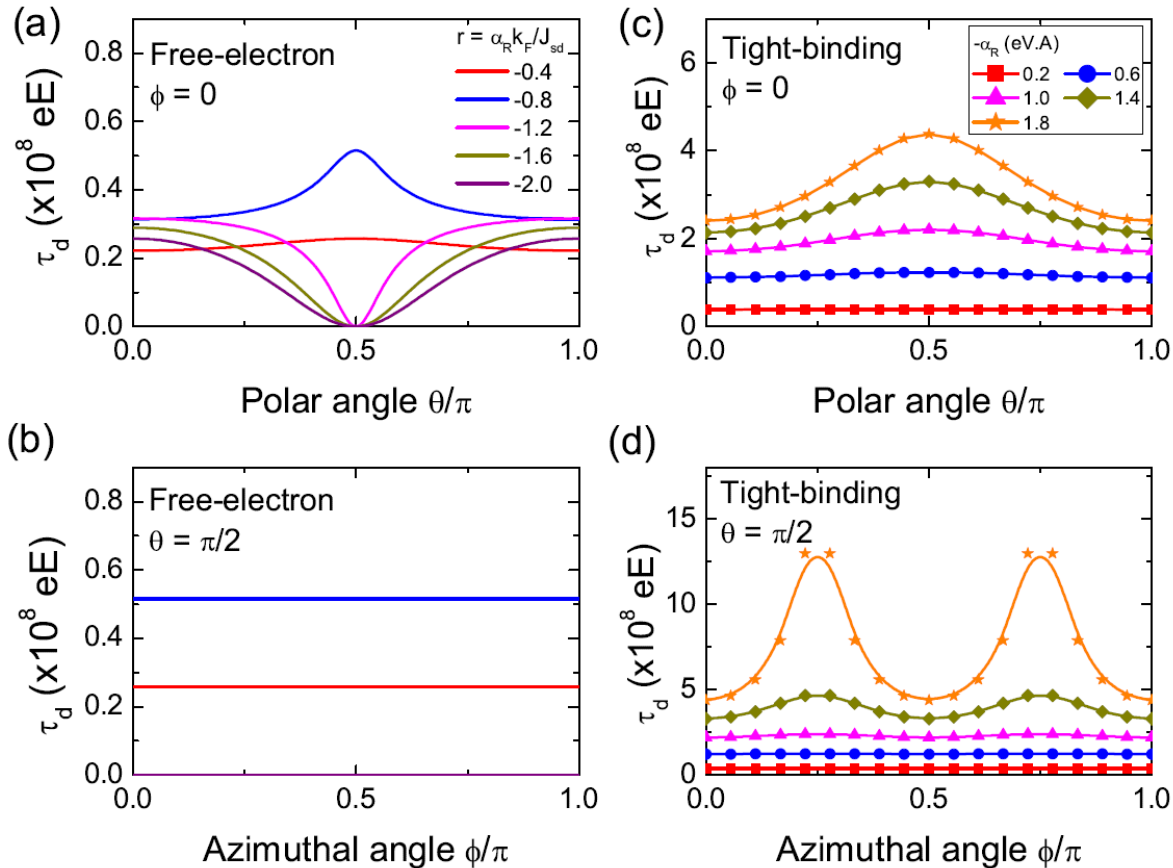 (a)
Free-electron
ϕ = 0
r = α_R k_F/J_sd
-0.4
-0.8
-1.2
-1.6
-2.0
τ_d (x10^8 eE)
0.8
0.6
0.4
0.2
0.0
0.0 0.5 1.0
Polar angle θ/π
(c)
Tight-binding
ϕ = 0
-α_R (eV.A)
0.2 0.6
1.0 1.4
1.8
τ_d (x10^8 eE)
6
4
2
0
0.0 0.5 1.0
Polar angle θ/π
(b)
Free-electron
θ = π/2
τ_d (x10^8 eE)
0.8
0.6
0.4
0.2
0.0
0.0 0.5 1.0
Azimuthal angle ϕ/π
(d)
Tight-binding
θ = π/2
τ_d (x10^8 eE)
15
10
5
0
0.0 0.5 1.0
Azimuthal angle ϕ/π